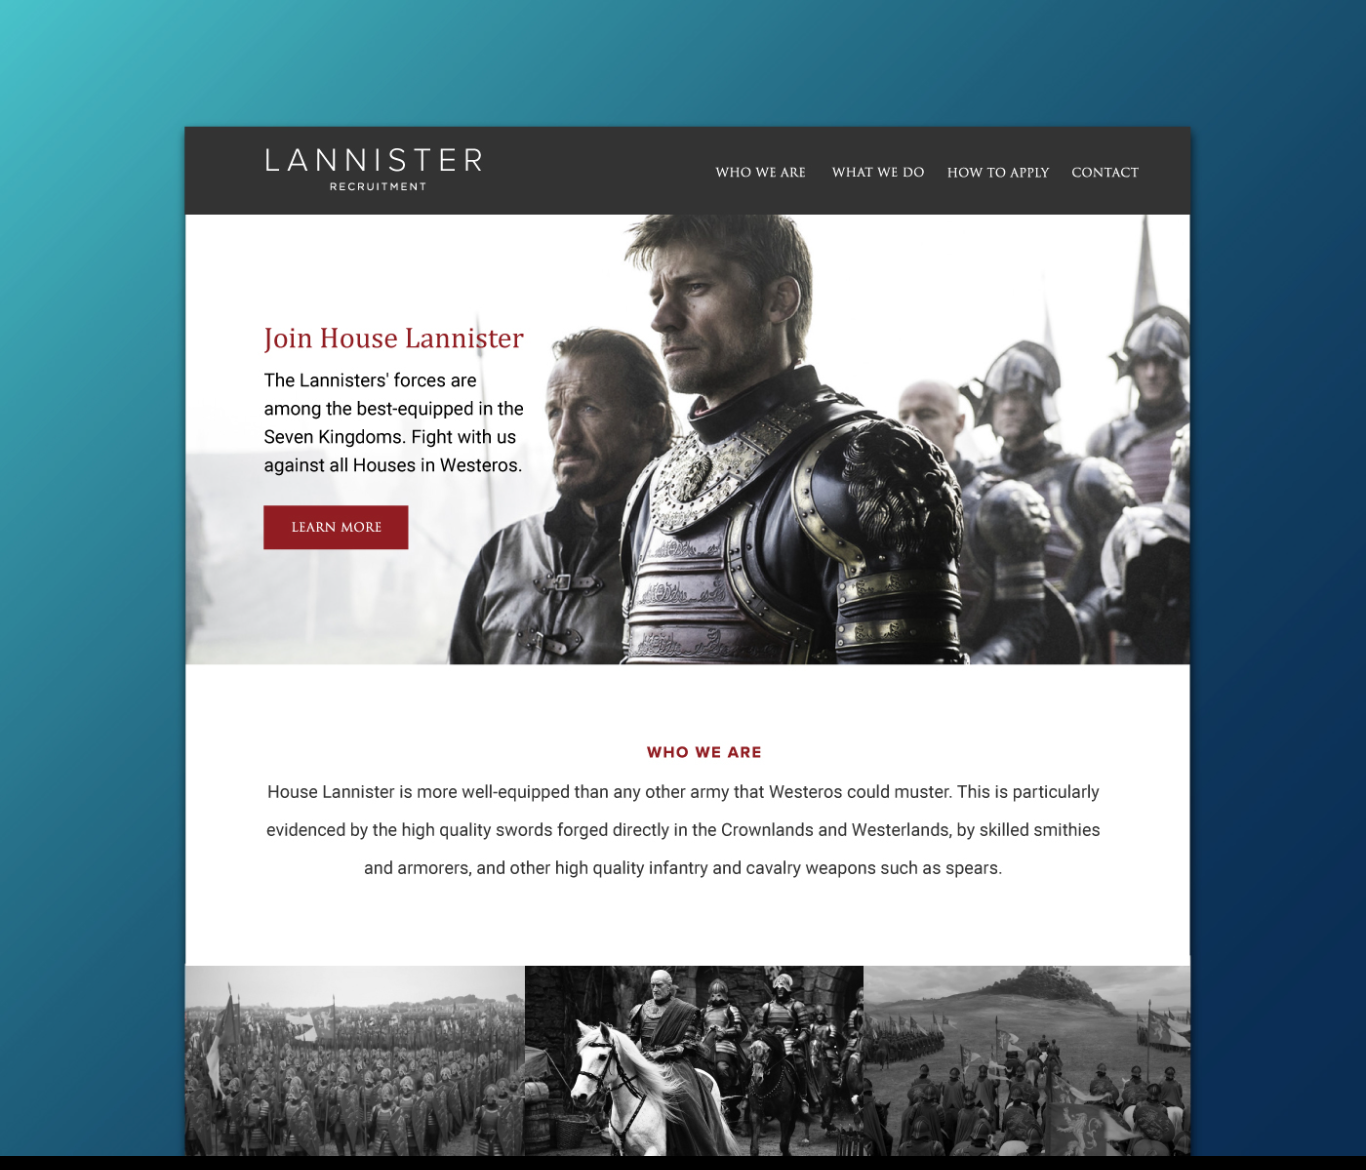 LANNISTER
RECRUITMENT
WHO WE ARE
WHAT WE DO
HOW TO APPLY
CONTACT
Join House Lannister
The Lannisters' forces are
among the best-equipped in the
Seven Kingdoms. Fight with us
against all Houses in Westeros.
LEARN MORE
WHO WE ARE
House Lannister is more well-equipped than any other army that Westeros could muster. This is particularly
evidenced by the high quality swords forged directly in the Crownlands and Westerlands, by skilled smithies
and armorers, and other high quality infantry and cavalry weapons such as spears.